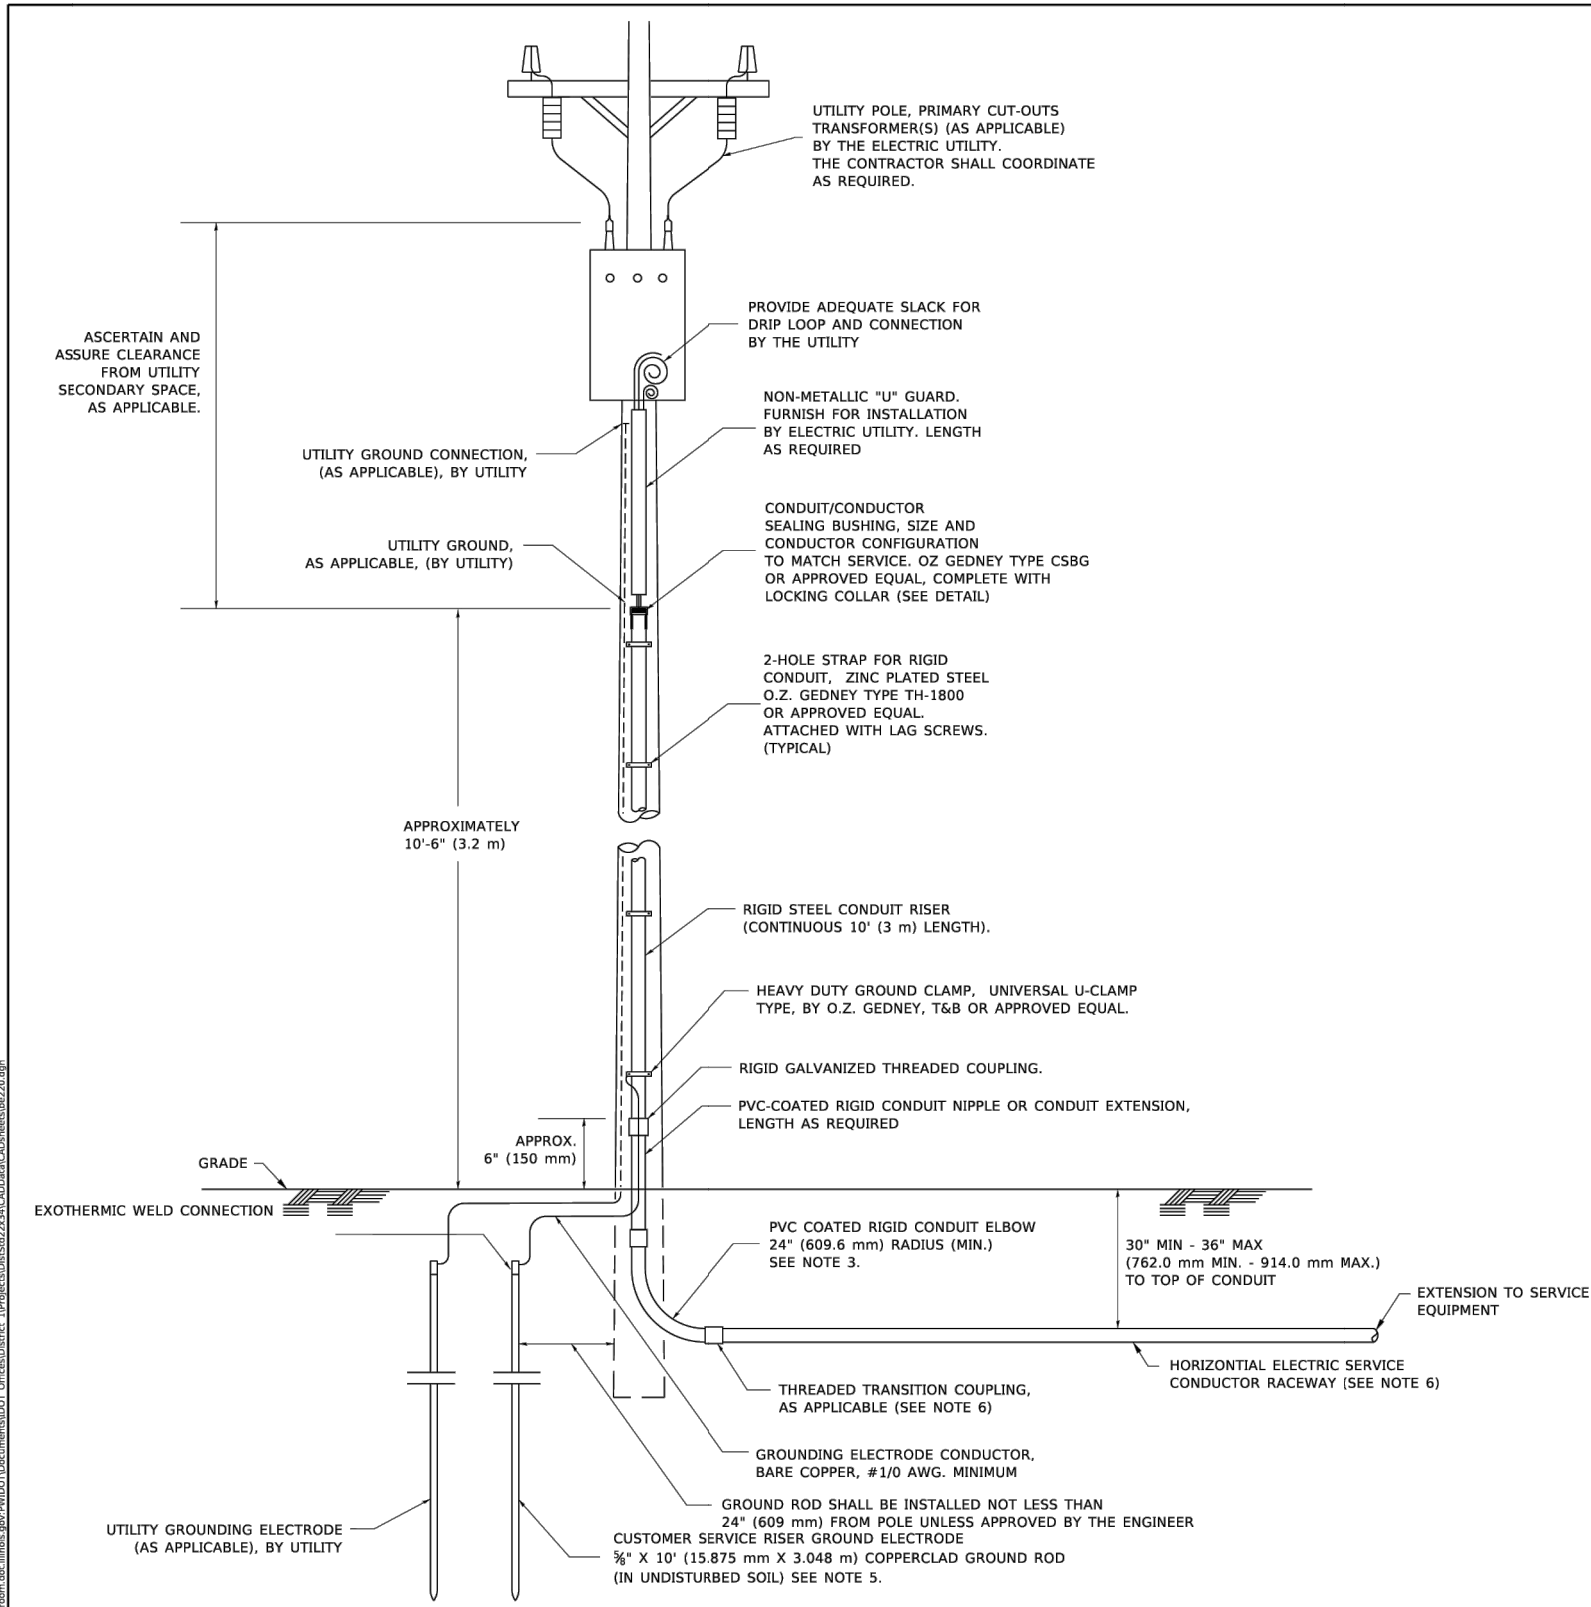 UTILITY POLE, PRIMARY CUT-OUTS
TRANSFORMER(S) (AS APPLICABLE)
BY THE ELECTRIC UTILITY.
THE CONTRACTOR SHALL COORDINATE
AS REQUIRED.
ASCERTAIN AND
ASSURE CLEARANCE
FROM UTILITY
SECONDARY SPACE,
AS APPLICABLE.
PROVIDE ADEQUATE SLACK FOR
DRIP LOOP AND CONNECTION
BY THE UTILITY
NON-METALLIC "U" GUARD.
FURNISH FOR INSTALLATION
BY ELECTRIC UTILITY. LENGTH
AS REQUIRED
UTILITY GROUND CONNECTION,
(AS APPLICABLE), BY UTILITY
CONDUIT/CONDUCTOR
SEALING BUSHING, SIZE AND
CONDUCTOR CONFIGURATION
TO MATCH SERVICE. OZ GEDNEY TYPE CSBG
OR APPROVED EQUAL, COMPLETE WITH
LOCKING COLLAR (SEE DETAIL)
UTILITY GROUND,
AS APPLICABLE, (BY UTILITY)
2-HOLE STRAP FOR RIGID
CONDUIT, ZINC PLATED STEEL
O.Z. GEDNEY TYPE TH-1800
OR APPROVED EQUAL.
ATTACHED WITH LAG SCREWS.
(TYPICAL)
APPROXIMATELY
10'-6" (3.2 m)
RIGID STEEL CONDUIT RISER
(CONTINUOUS 10' (3 m) LENGTH).
HEAVY DUTY GROUND CLAMP, UNIVERSAL U-CLAMP
TYPE, BY O.Z. GEDNEY, T&B OR APPROVED EQUAL.
RIGID GALVANIZED THREADED COUPLING.
PVC-COATED RIGID CONDUIT NIPPLE OR CONDUIT EXTENSION,
LENGTH AS REQUIRED
APPROX.
6" (150 mm)
GRADE
EXOTHERMIC WELD CONNECTION
PVC COATED RIGID CONDUIT ELBOW
24" (609.6 mm) RADIUS (MIN.)
SEE NOTE 3.
30" MIN - 36" MAX
(762.0 mm MIN. - 914.0 mm MAX.)
TO TOP OF CONDUIT
EXTENSION TO SERVICE
EQUIPMENT
HORIZONTIAL ELECTRIC SERVICE
CONDUCTOR RACEWAY (SEE NOTE 6)
THREADED TRANSITION COUPLING,
AS APPLICABLE (SEE NOTE 6)
GROUNDING ELECTRODE CONDUCTOR,
BARE COPPER, #1/0 AWG. MINIMUM
GROUND ROD SHALL BE INSTALLED NOT LESS THAN
24" (609 mm) FROM POLE UNLESS APPROVED BY THE ENGINEER
UTILITY GROUNDING ELECTRODE
(AS APPLICABLE), BY UTILITY
CUSTOMER SERVICE RISER GROUND ELECTRODE
⅝" X 10' (15.875 mm X 3.048 m) COPPERCLAD GROUND ROD
(IN UNDISTURBED SOIL) SEE NOTE 5.